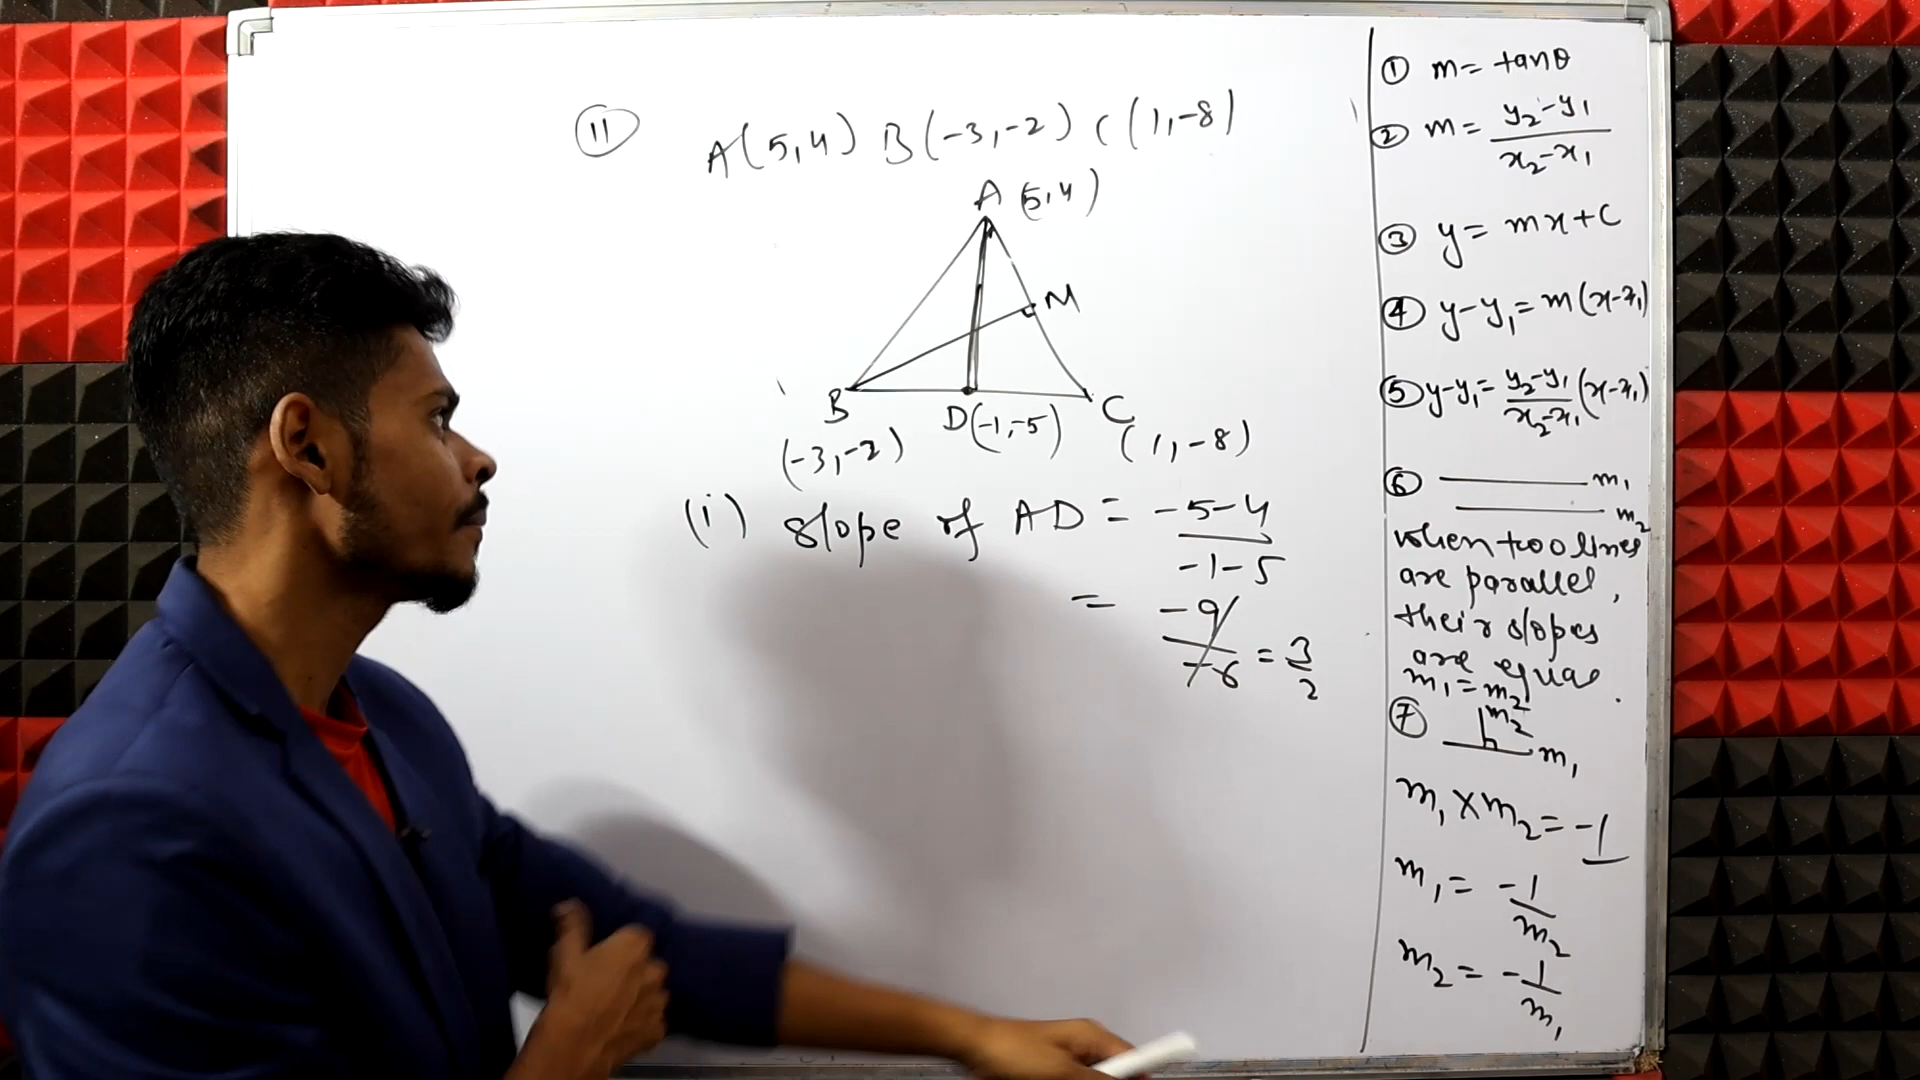 11 A(5,4) B(-3,-2) C(1,-8)
A (5,4)
M
B D(-1,-5) C
(-3,-2) (1,-8)
(i) slope of AD = -5-4 / -1-5
= -9 / -6 = 3/2
1 m = tanθ
2 m = y₂-y₁ / x₂-x₁
3 y = mx+C
4 y-y₁ = m(x-x₁)
5 y-y₁ = y₂-y₁ / x₂-x₁ (x-x₁)
6 m₁
m₂
when two lines
are parallel,
their slopes
are equal.
m₁ = m₂
7 m₂
m₁
m₁ × m₂ = -1
m₁ = -1/m₂
m₂ = -1/m₁